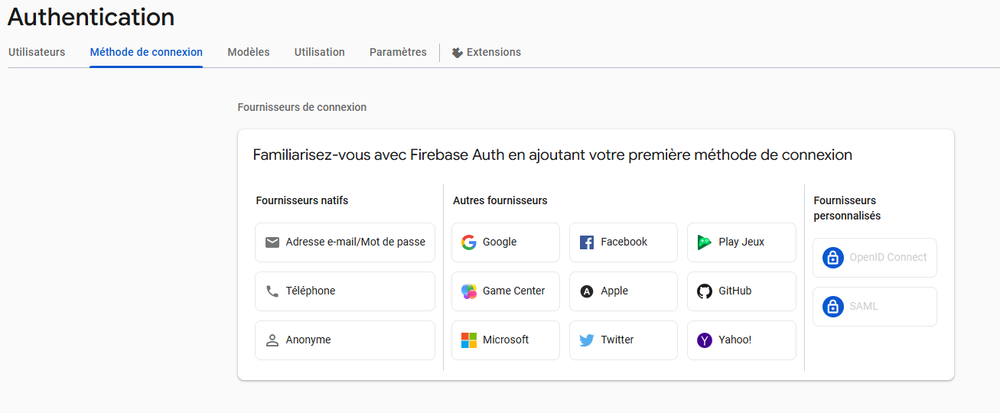 Authentication
Utilisateurs
Méthode de connexion
Modèles
Utilisation
Paramètres
Extensions
Fournisseurs de connexion
Familiarisez-vous avec Firebase Auth en ajoutant votre première méthode de connexion
Fournisseurs natifs
Adresse e-mail/Mot de passe
Téléphone
Anonyme
Autres fournisseurs
Google
Facebook
Play Jeux
Game Center
Apple
GitHub
Microsoft
Twitter
Yahoo!
Fournisseurs
personnalisés
OpenID Connect
SAML